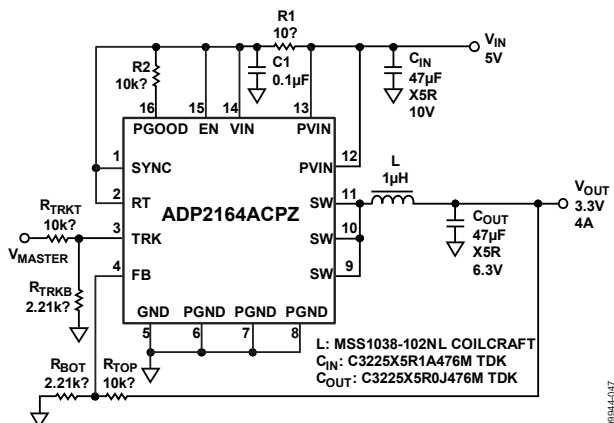 R1
10?
VIN
5V
C1
0.1µF
CIN
47µF
X5R
10V
R2
10k?
16
15
14
13
PGOOD
EN
VIN
PVIN
1
SYNC
PVIN
12
L
1µH
2
RT
ADP2164ACPZ
SW
11
VOUT
3.3V
4A
RTRKT
10k?
3
TRK
SW
10
COUT
47µF
X5R
6.3V
VMASTER
4
FB
SW
9
RTRKB
2.21k?
GND
PGND
PGND
PGND
5
6
7
8
L: MSS1038-102NL COILCRAFT
CIN: C3225X5R1A476M TDK
COUT: C3225X5R0J476M TDK
RBOT
2.21k?
RTOP
10k?
09944-047